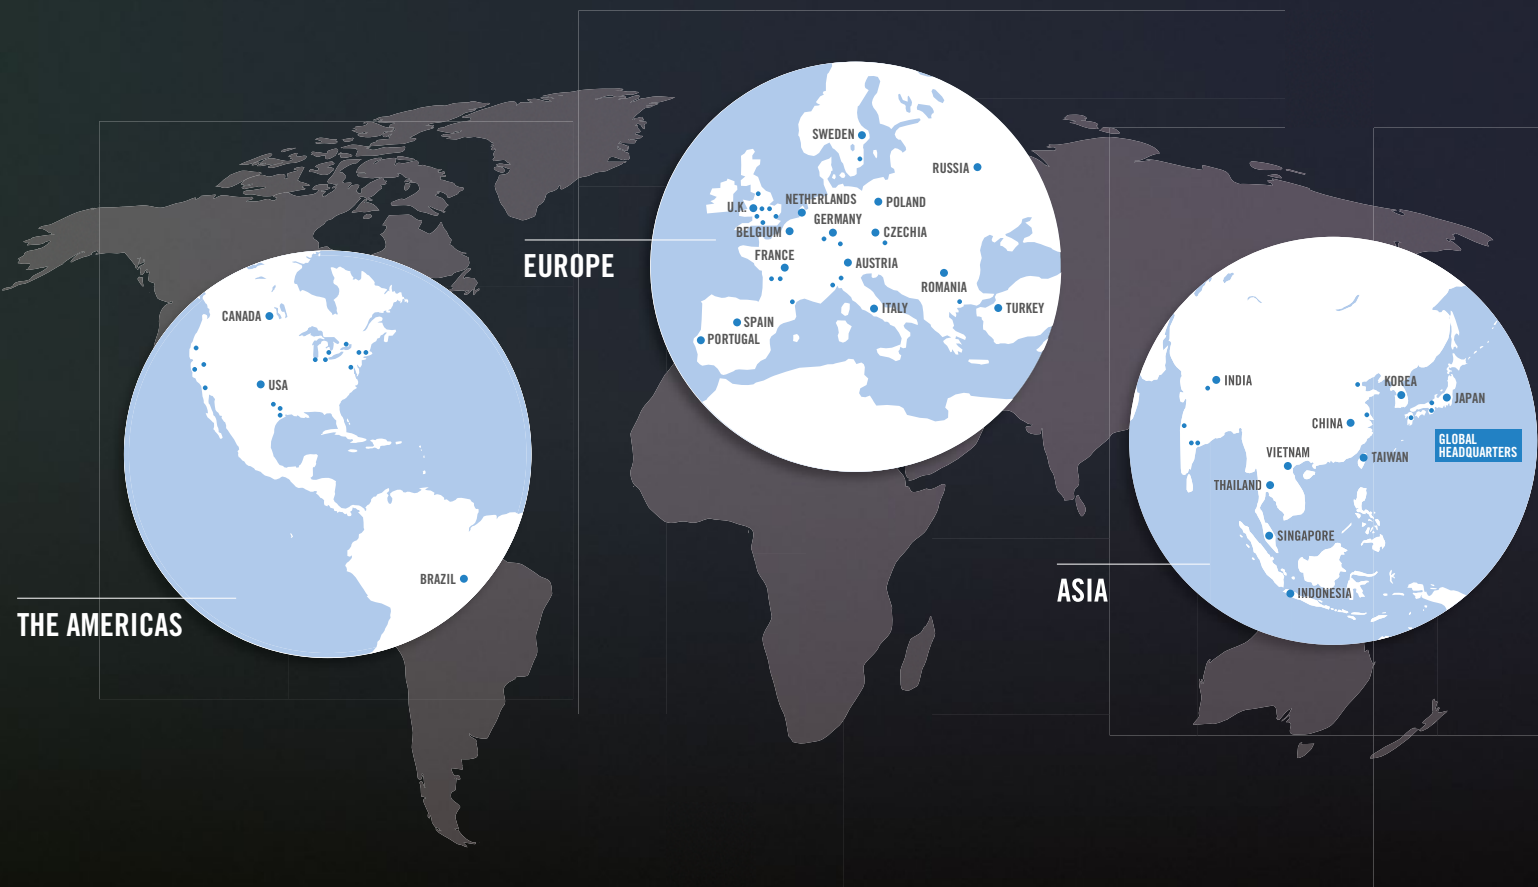 THE AMERICAS
CANADA
USA
BRAZIL
EUROPE
SWEDEN
RUSSIA
NETHERLANDS
POLAND
U.K.
GERMANY
BELGIUM
CZECHIA
FRANCE
AUSTRIA
ROMANIA
ITALY
TURKEY
SPAIN
PORTUGAL
ASIA
INDIA
KOREA
JAPAN
CHINA
GLOBAL
HEADQUARTERS
VIETNAM
TAIWAN
THAILAND
SINGAPORE
INDONESIA